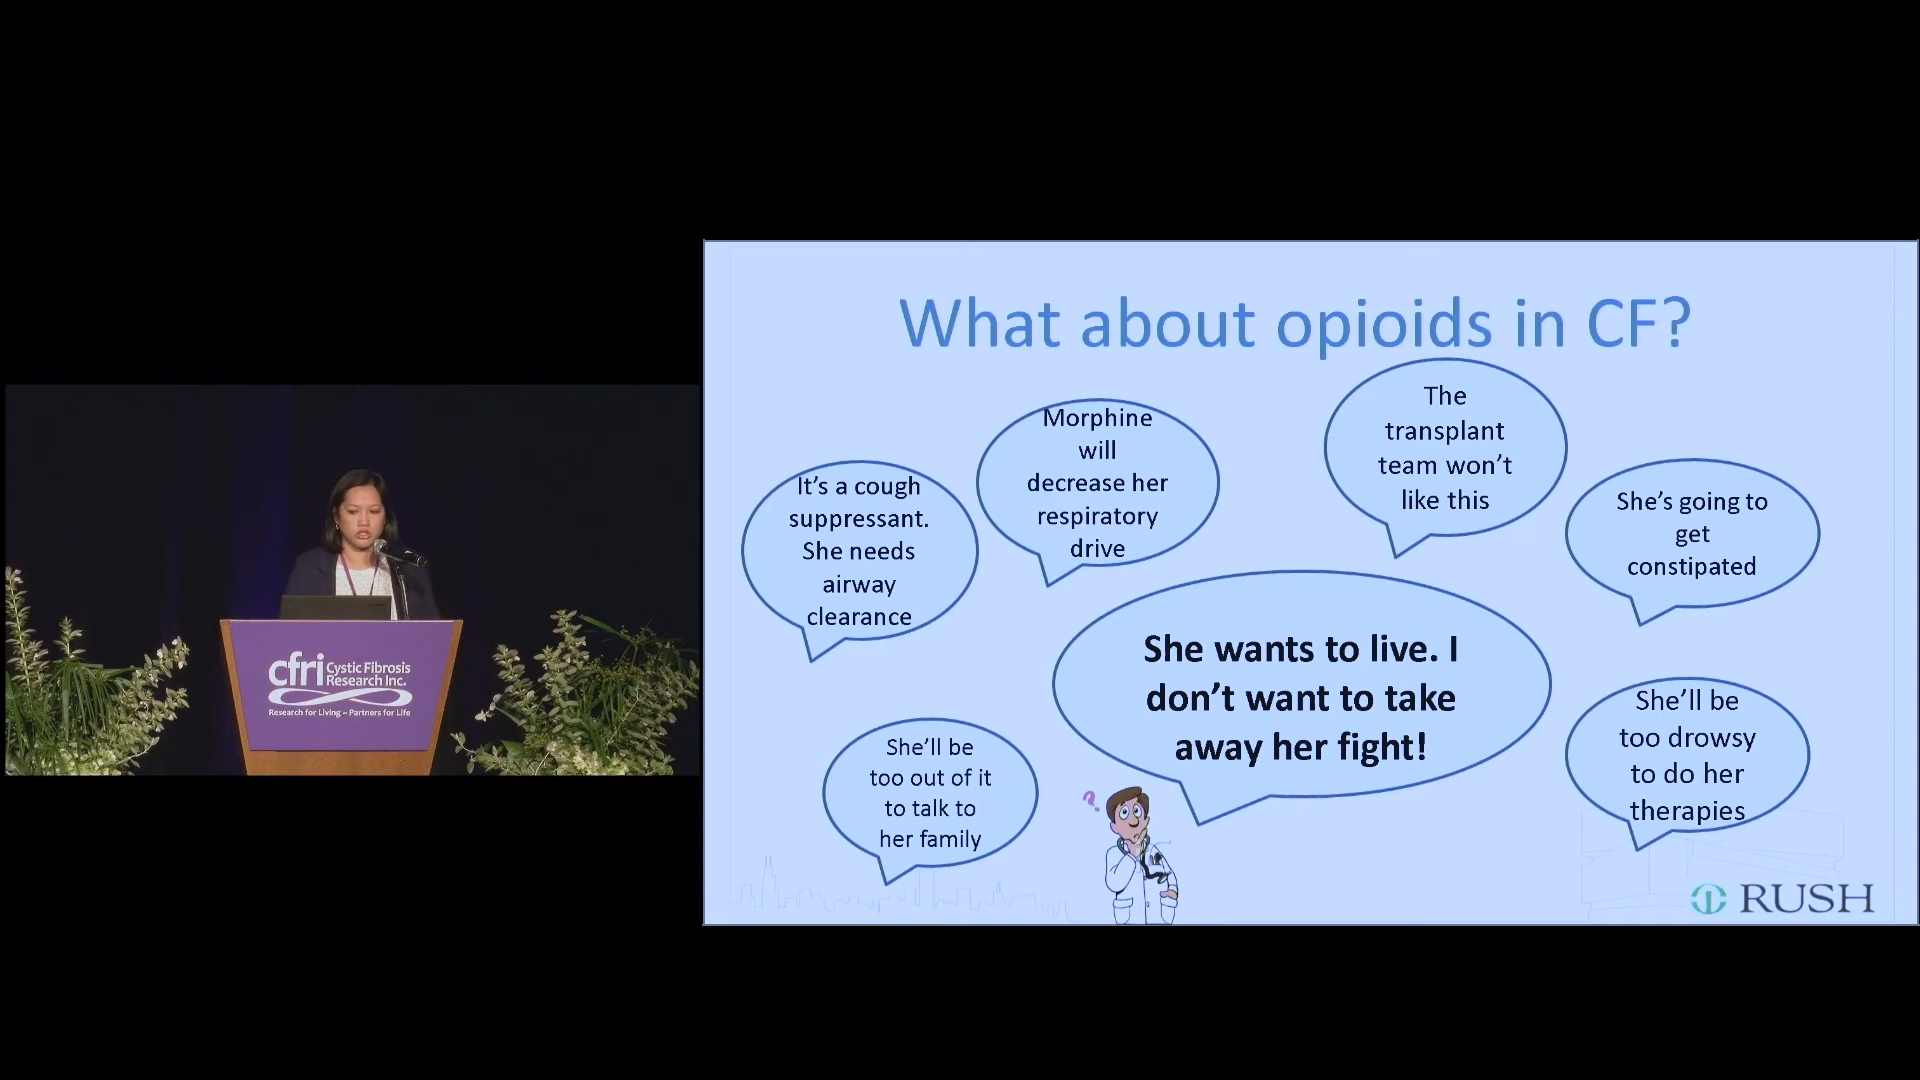 What about opioids in CF?
It's a cough
suppressant.
She needs
airway
clearance
Morphine
will
decrease her
respiratory
drive
The
transplant
team won't
like this
She's going to
get
constipated
She wants to live. I
don't want to take
away her fight!
She'll be
too out of it
to talk to
her family
?
She'll be
too drowsy
to do her
therapies
RUSH
cfri Cystic Fibrosis
Research Inc.
Research for Living – Partners for Life